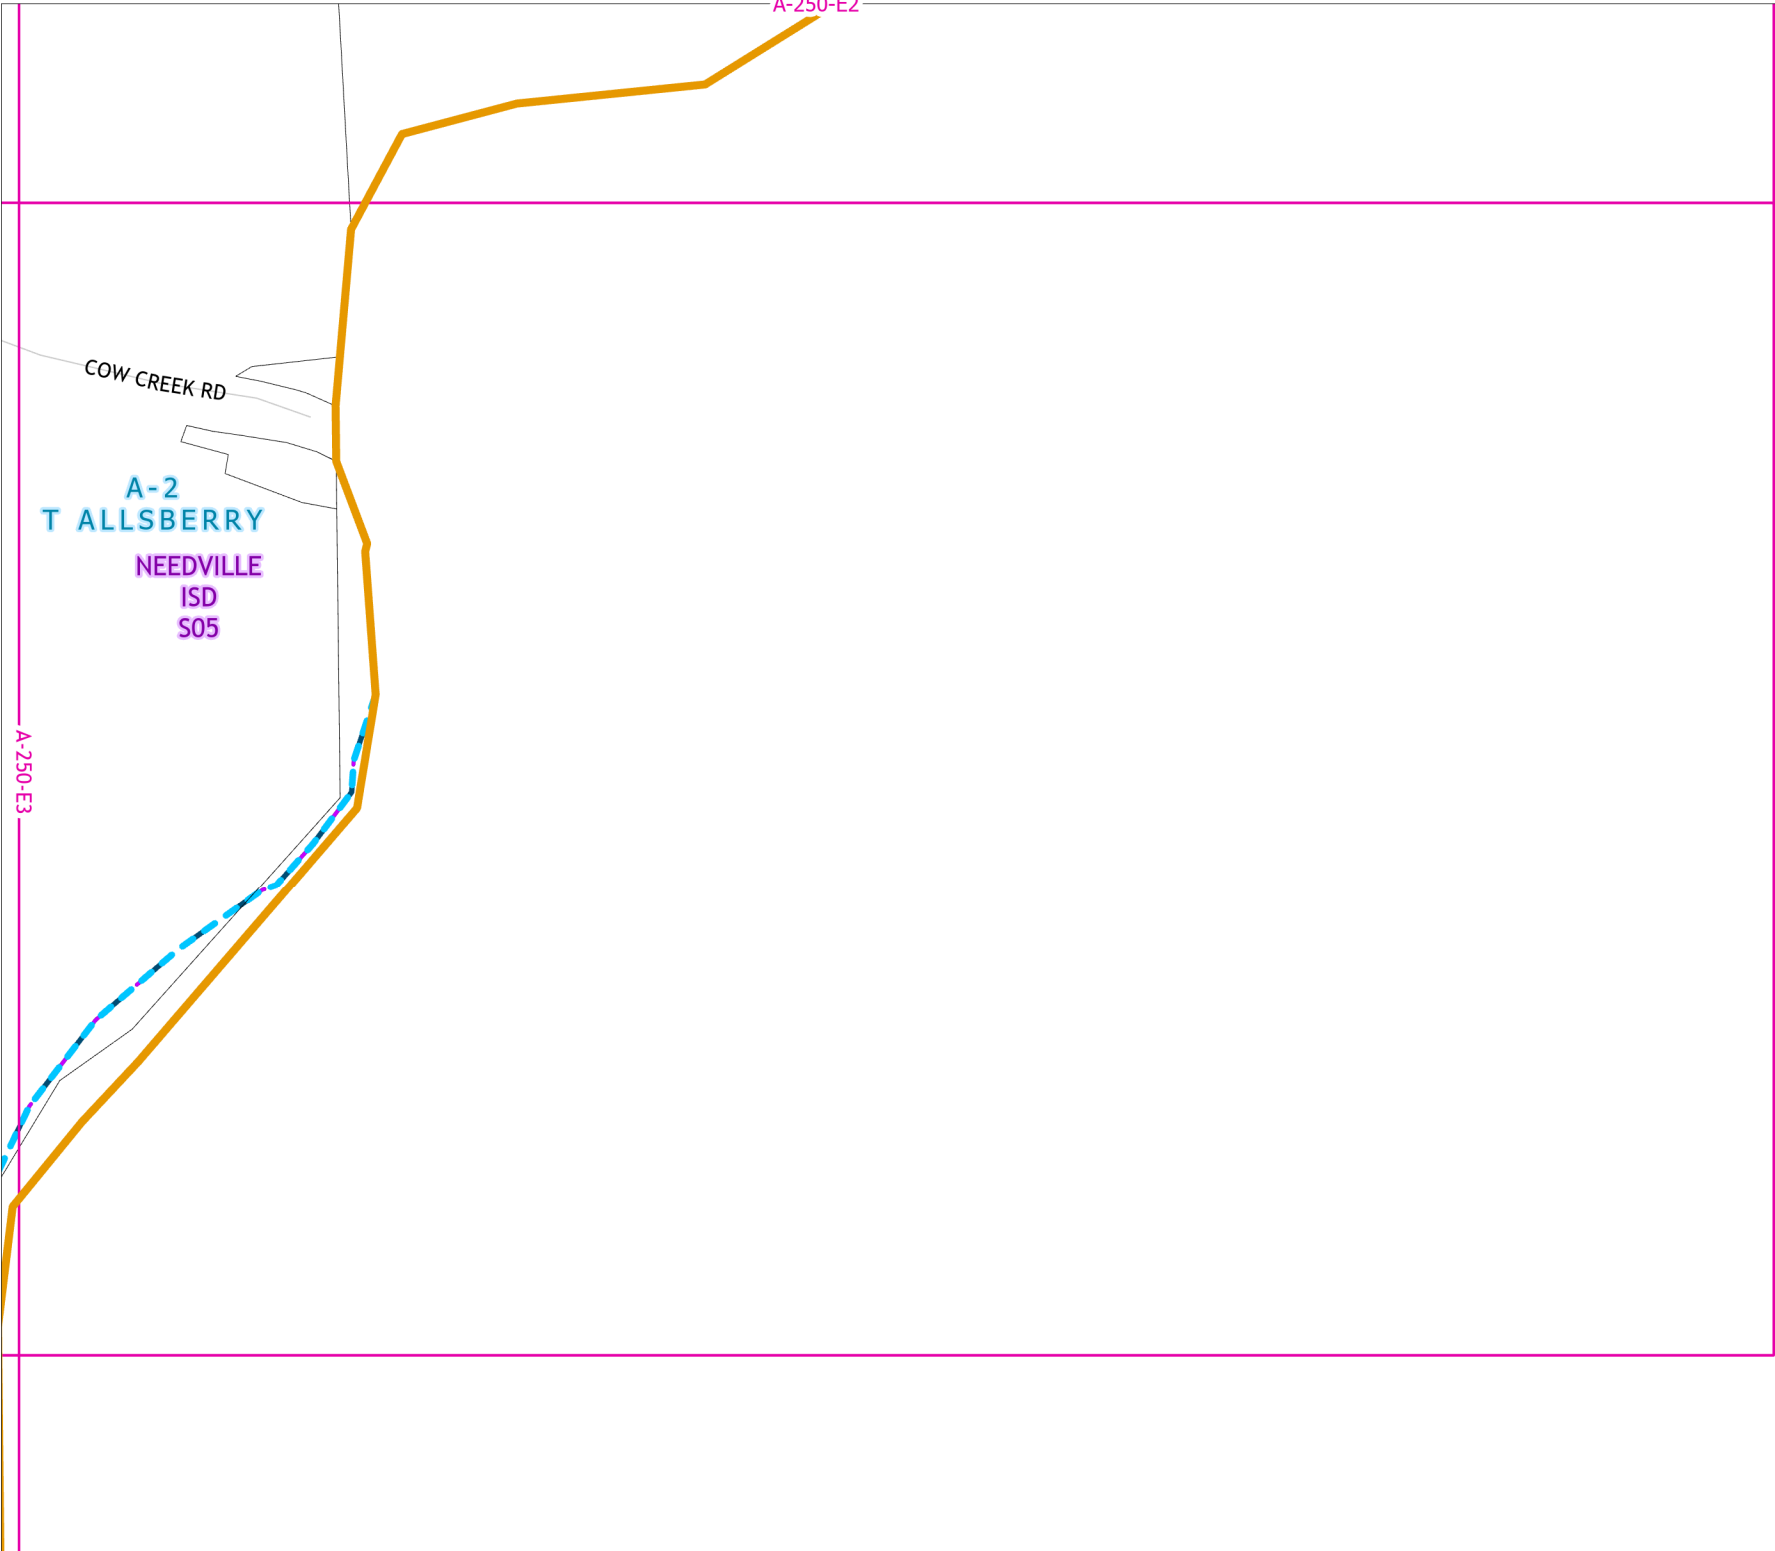 A-250-E2
COW CREEK RD
A-2
T ALLSBERRY
NEEDVILLE
ISD
S05
A-250-E3